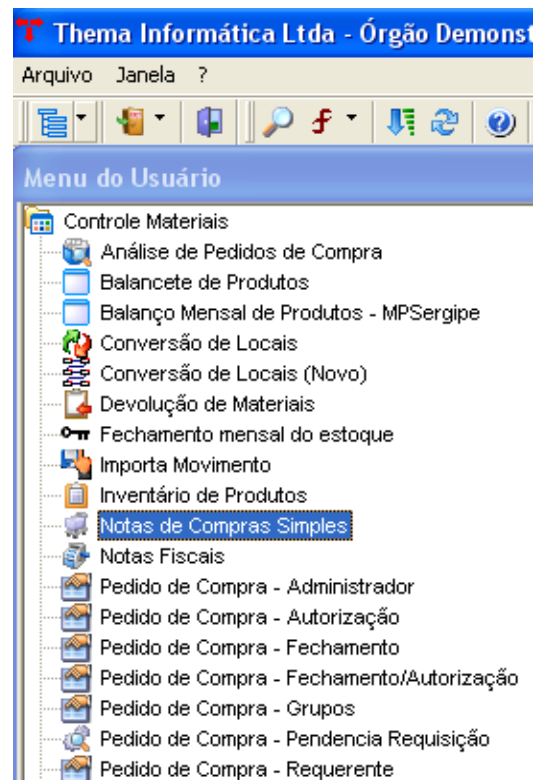 Thema Informática Ltda - Órgão Demonst
Arquivo Janela ?
Menu do Usuário
Controle Materiais
Análise de Pedidos de Compra
Balancete de Produtos
Balanço Mensal de Produtos - MPSergipe
Conversão de Locais
Conversão de Locais (Novo)
Devolução de Materiais
Fechamento mensal do estoque
Importa Movimento
Inventário de Produtos
Notas de Compras Simples
Notas Fiscais
Pedido de Compra - Administrador
Pedido de Compra - Autorização
Pedido de Compra - Fechamento
Pedido de Compra - Fechamento/Autorização
Pedido de Compra - Grupos
Pedido de Compra - Pendencia Requisição
Pedido de Compra - Requerente